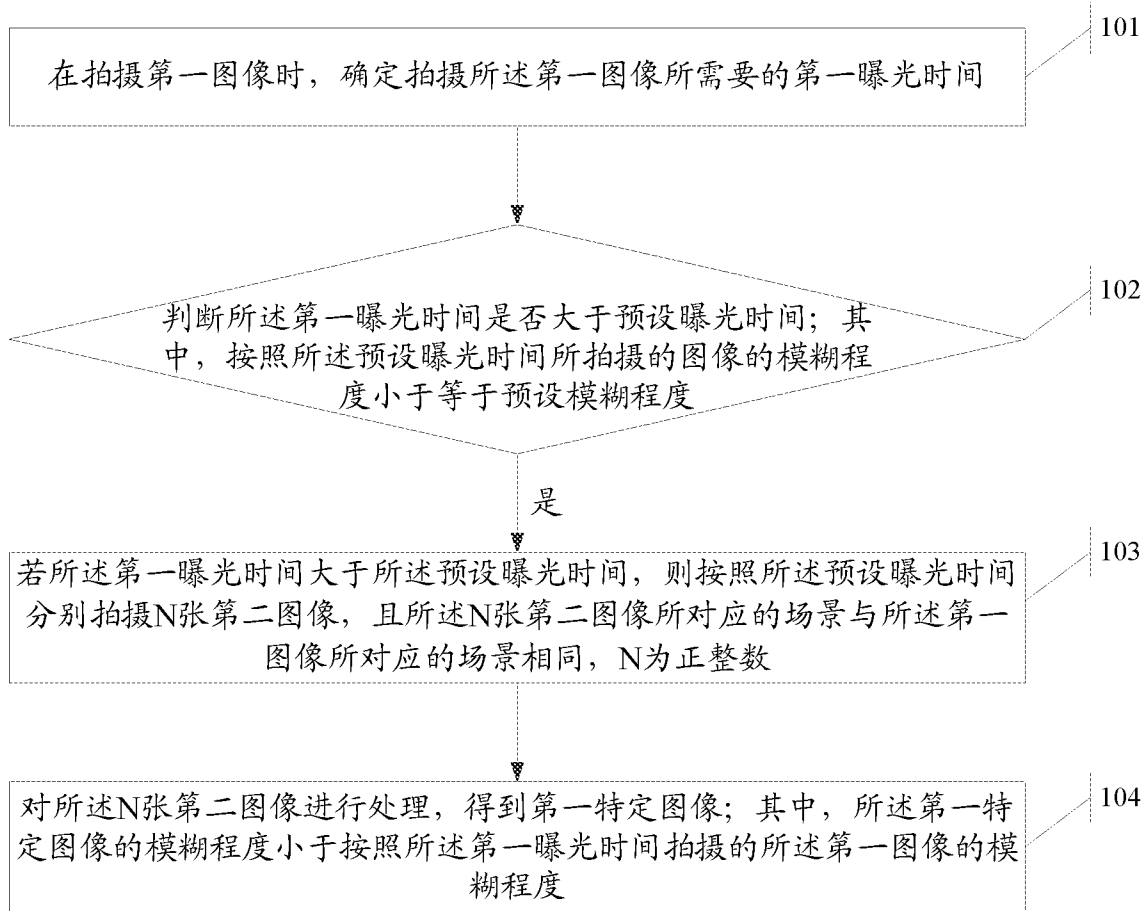 101
在拍摄第一图像时，确定拍摄所述第一图像所需要的第一曝光时间
102
判断所述第一曝光时间是否大于预设曝光时间；其
中，按照所述预设曝光时间所拍摄的图像的模糊程
度小于等于预设模糊程度
是
103
若所述第一曝光时间大于所述预设曝光时间，则按照所述预设曝光时间
分别拍摄N张第二图像，且所述N张第二图像所对应的场景与所述第一
图像所对应的场景相同，N为正整数
104
对所述N张第二图像进行处理，得到第一特定图像；其中，所述第一特
定图像的模糊程度小于按照所述第一曝光时间拍摄的所述第一图像的模
糊程度